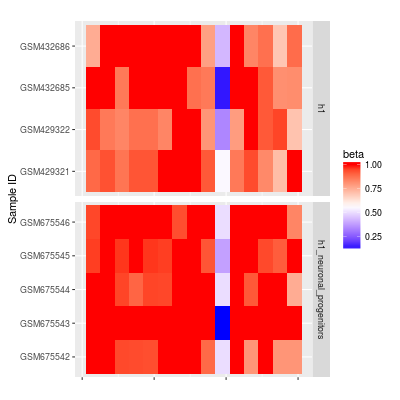 GSM432686
GSM432685
GSM429322
GSM429321
h1
GSM675546
GSM675545
GSM675544
GSM675543
GSM675542
h1_neuronal_progenitors
Sample ID
beta
1.00
0.75
0.50
0.25